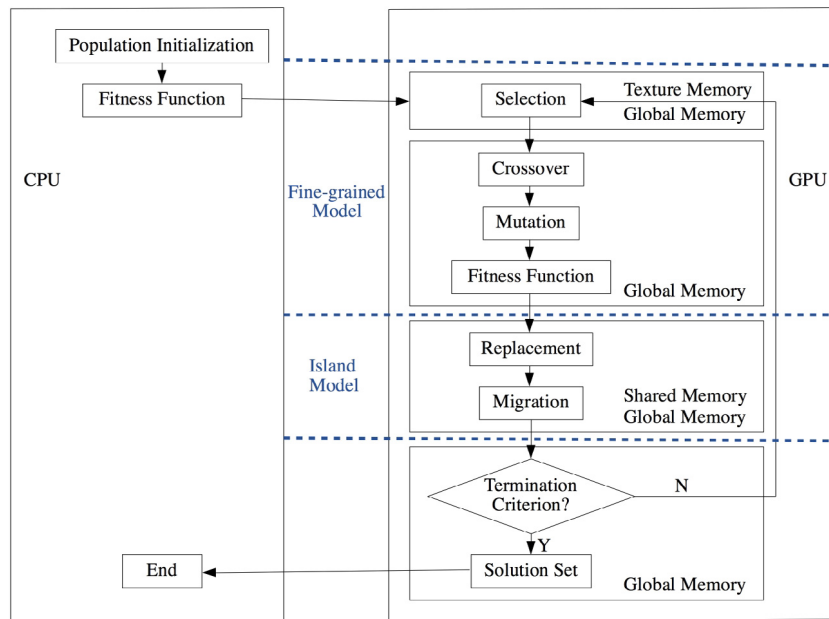 Population Initialization
Fitness Function
CPU
End
Fine-grained
Model
Island
Model
GPU
Selection
Texture Memory
Global Memory
Crossover
Mutation
Fitness Function
Global Memory
Replacement
Migration
Shared Memory
Global Memory
Termination
Criterion?
N
Y
Solution Set
Global Memory